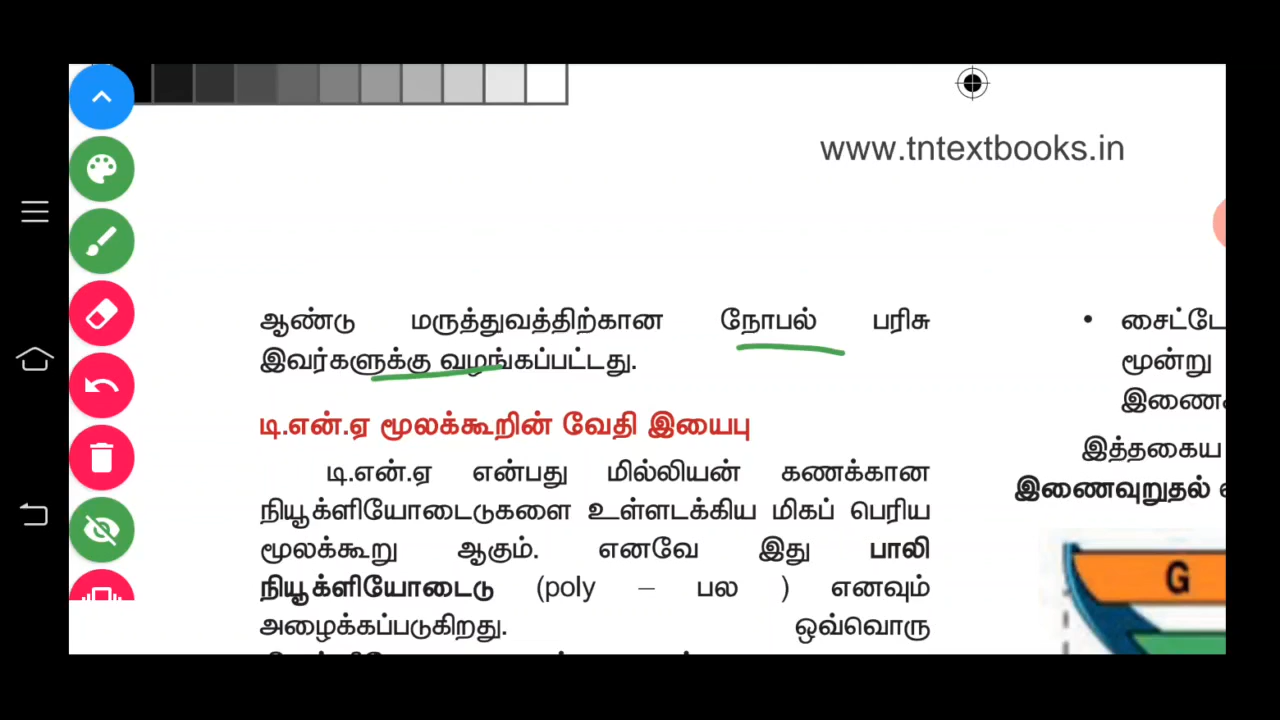 www.tntextbooks.in
ஆண்டு மருத்துவத்திற்கான நோபல் பரிசு
இவர்களுக்கு வழங்கப்பட்டது.
டி.என்.ஏ மூலக்கூறின் வேதி இயைபு
டி.என்.ஏ என்பது மில்லியன் கணக்கான
நியூக்ளியோடைடுகளை உள்ளடக்கிய மிகப் பெரிய
மூலக்கூறு ஆகும். எனவே இது பாலி
நியூக்ளியோடைடு (poly – பல ) எனவும்
அழைக்கப்படுகிறது. ஒவ்வொரு
•
மூன்று
இத்தகைய
இணைவுறுதல்
G